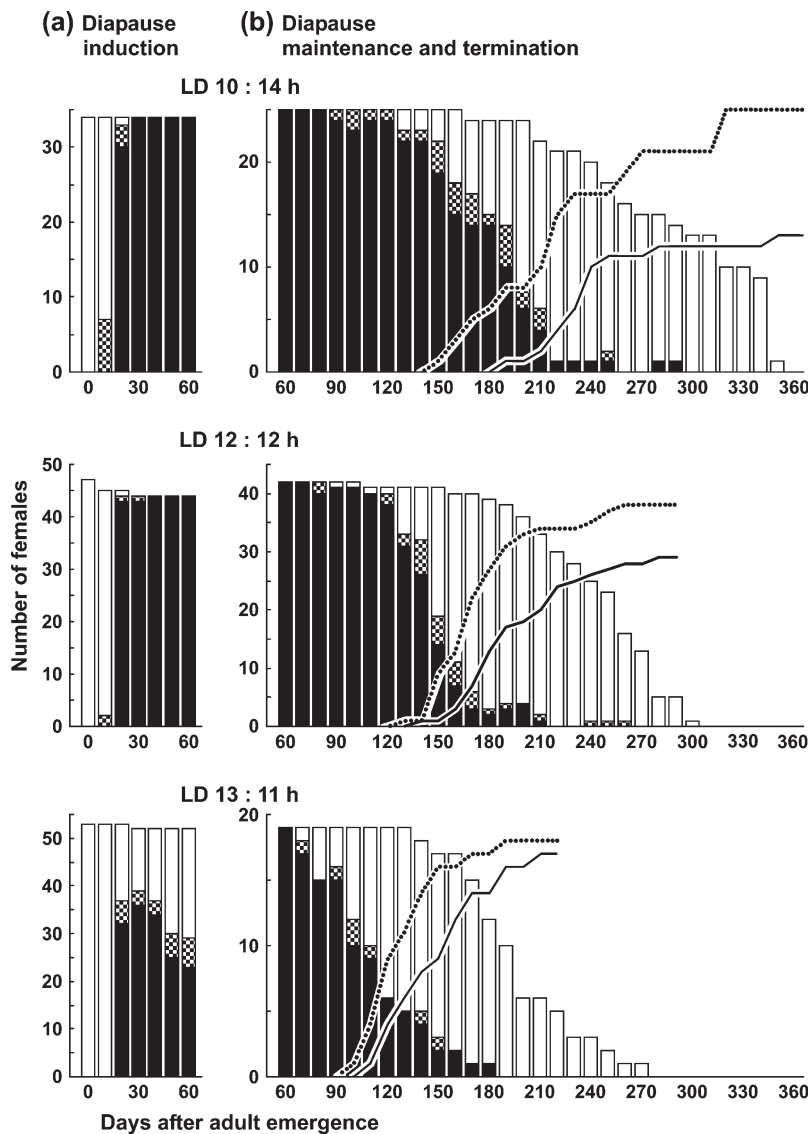 (a) Diapause
induction
(b) Diapause
maintenance and termination
LD 10 : 14 h
30
20
10
0
0 30 60
20
10
0
60 90 120 150 180 210 240 270 300 330 360
LD 12 : 12 h
50
40
30
20
10
0
0 30 60
40
30
20
10
0
60 90 120 150 180 210 240 270 300 330 360
Number of females
LD 13 : 11 h
50
40
30
20
10
0
0 30 60
20
10
0
60 90 120 150 180 210 240 270 300 330 360
Days after adult emergence